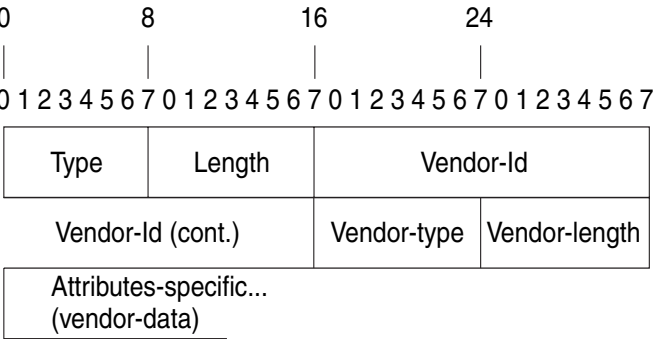 0 8 16 24
0 1 2 3 4 5 6 7 0 1 2 3 4 5 6 7 0 1 2 3 4 5 6 7 0 1 2 3 4 5 6 7
Type Length Vendor-Id
Vendor-Id (cont.) Vendor-type Vendor-length
Attributes-specific...
(vendor-data)